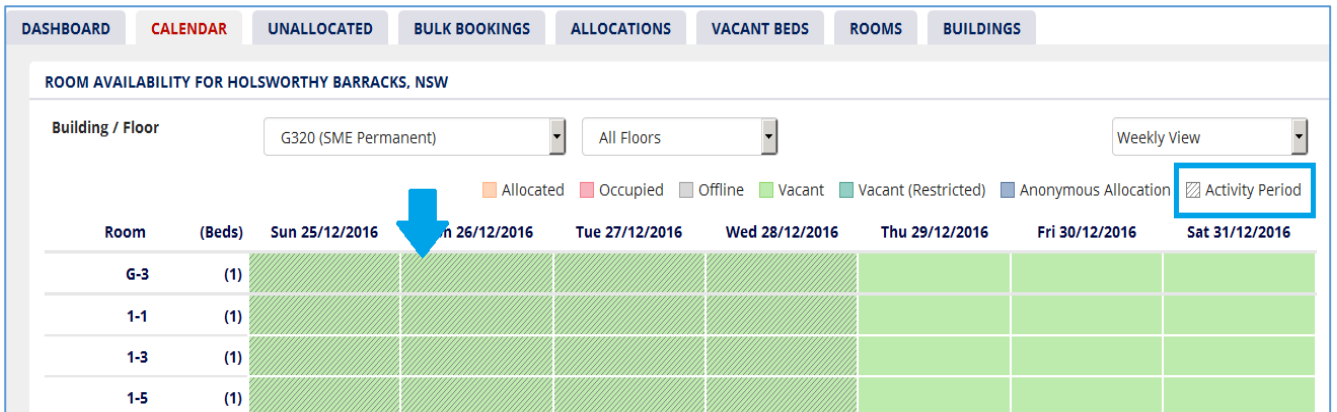 DASHBOARD CALENDAR UNALLOCATED BULK BOOKINGS ALLOCATIONS VACANT BEDS ROOMS BUILDINGS
ROOM AVAILABILITY FOR HOLSWORTHY BARRACKS, NSW
Building / Floor G320 (SME Permanent) All Floors Weekly View
Allocated Occupied Offline Vacant Vacant (Restricted) Anonymous Allocation Activity Period
Room (Beds) Sun 25/12/2016 n 26/12/2016 Tue 27/12/2016 Wed 28/12/2016 Thu 29/12/2016 Fri 30/12/2016 Sat 31/12/2016
G-3 (1)
1-1 (1)
1-3 (1)
1-5 (1)